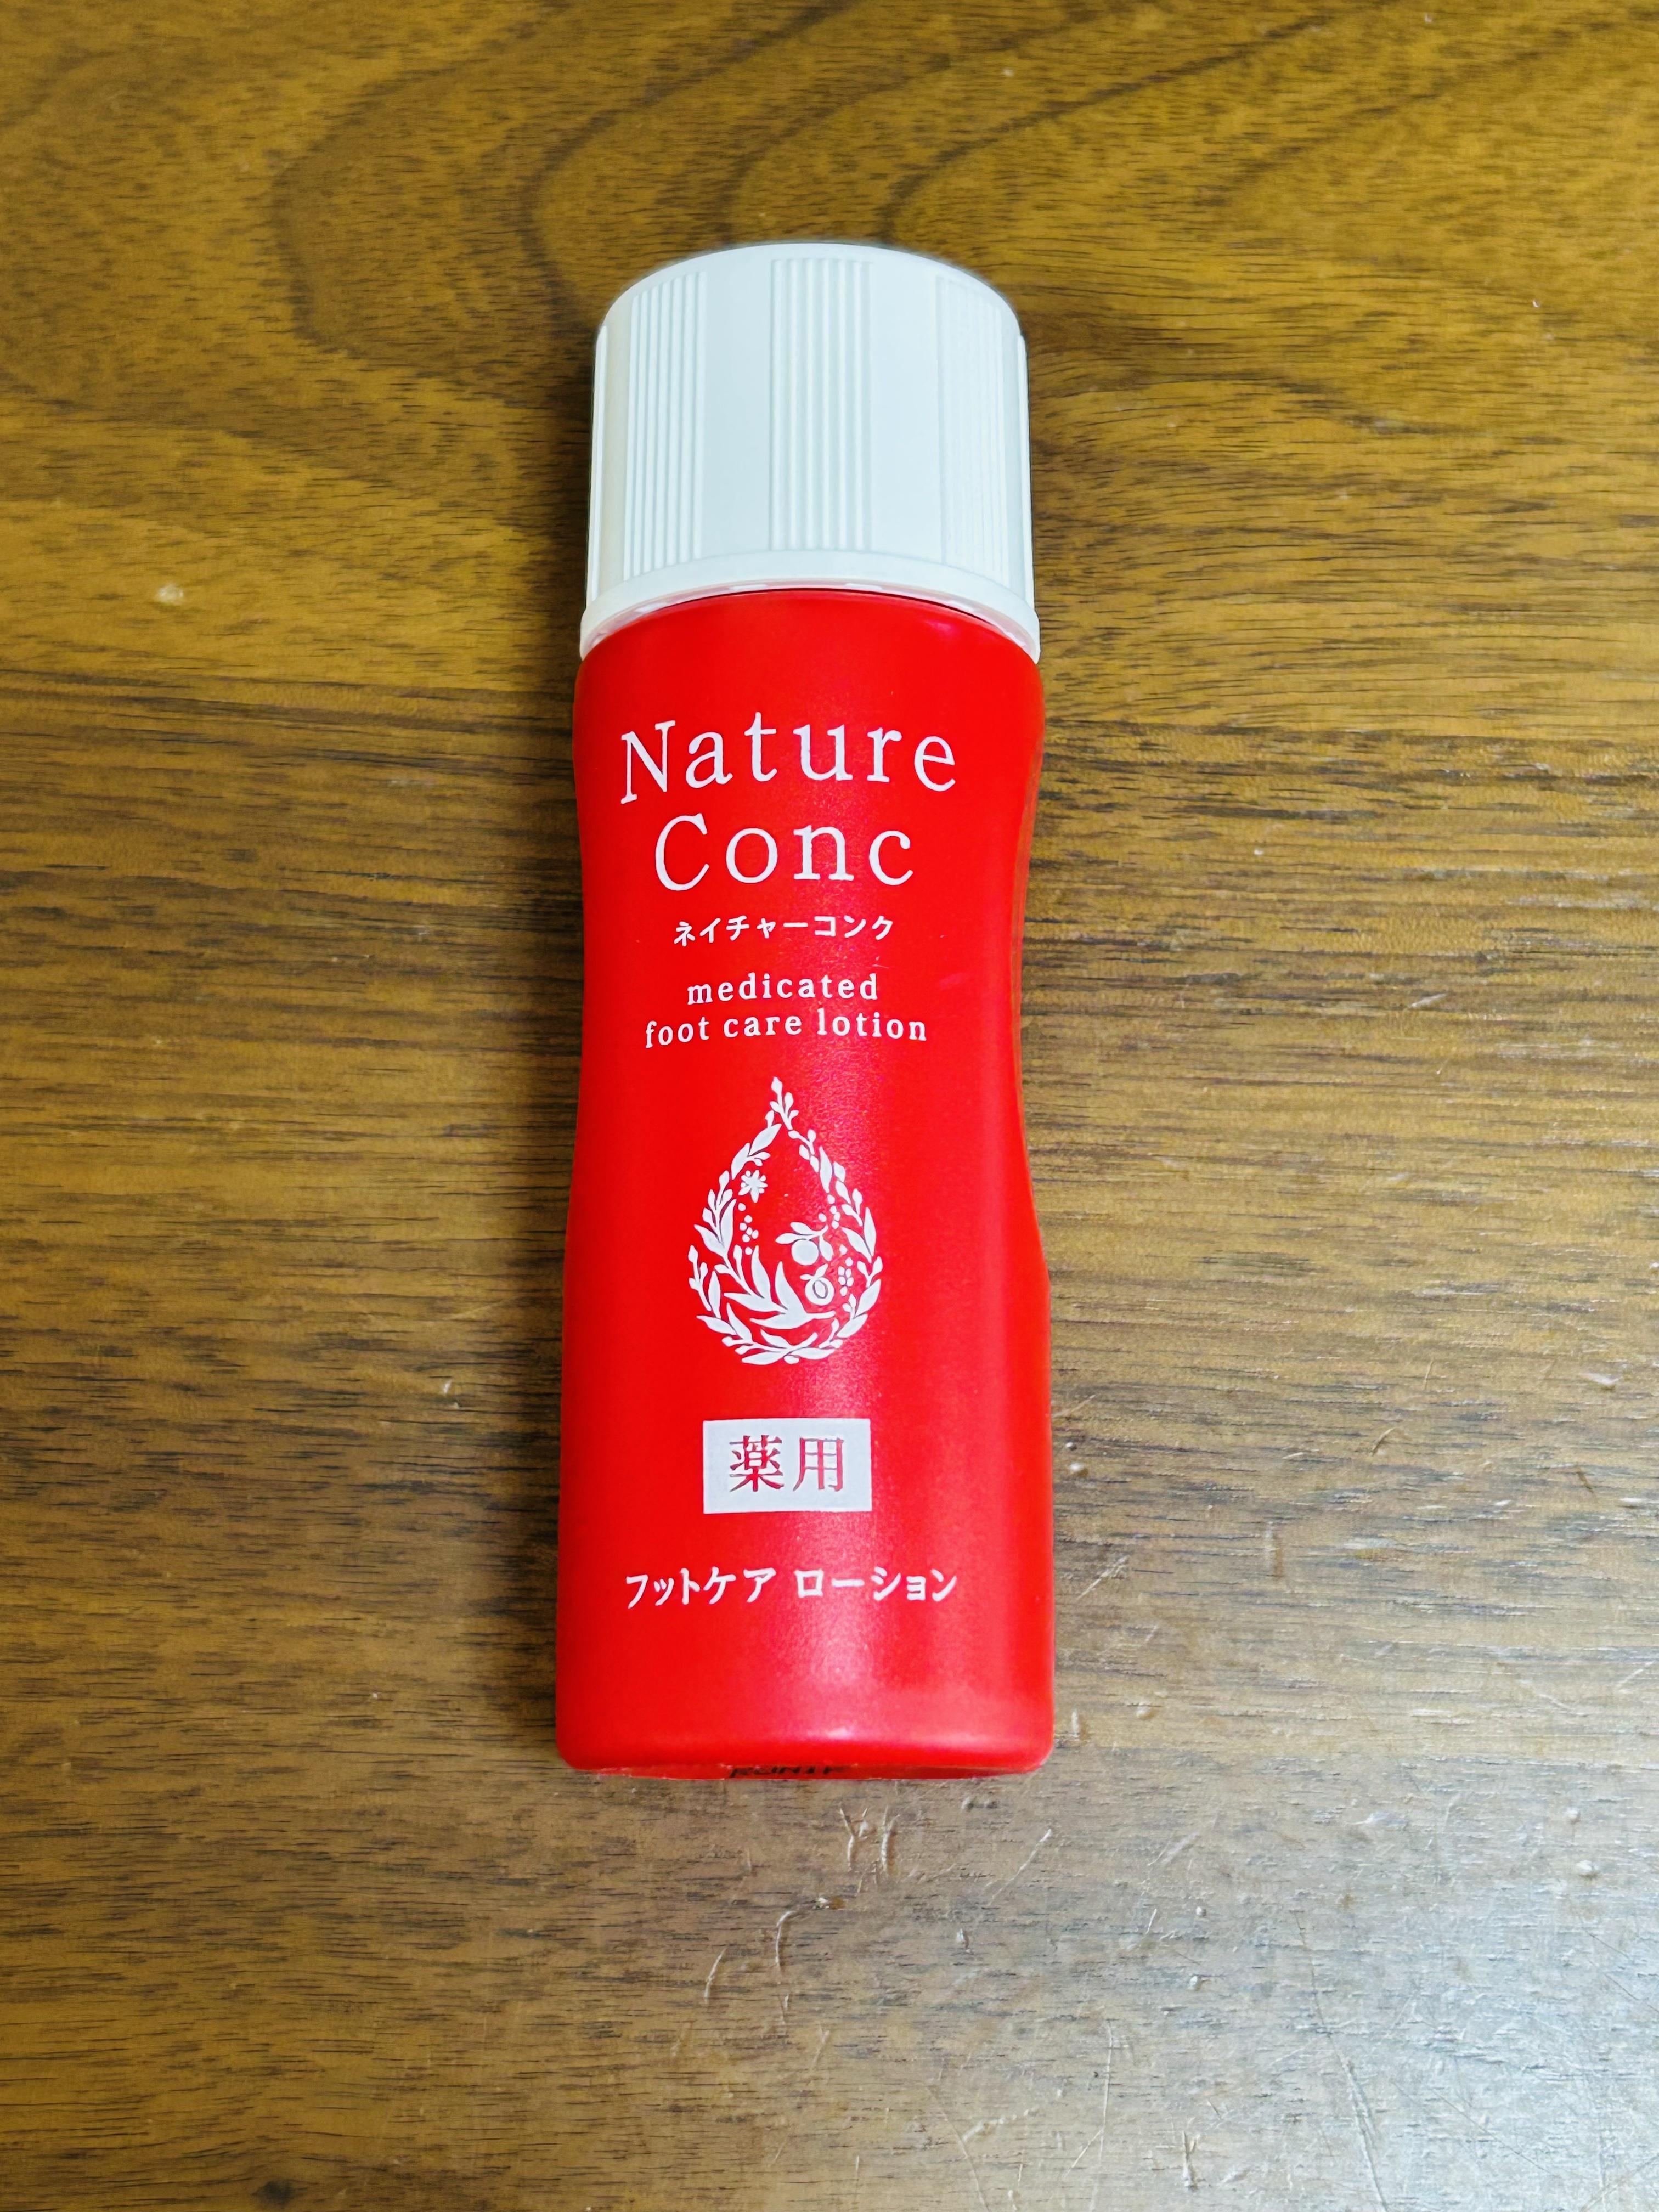 Nature
Conc
ネイチャーコンク
medicated
foot care lotion
薬用
フットケア ローション